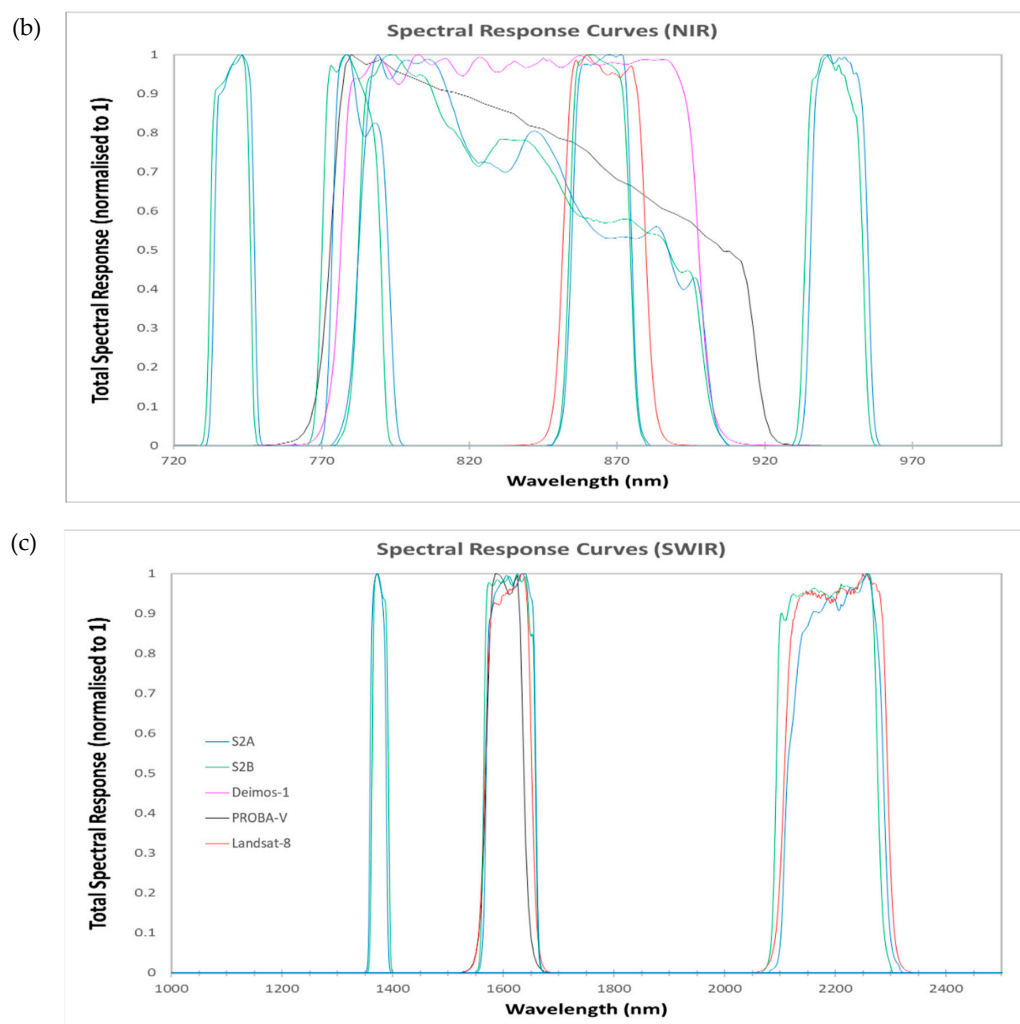 (b)
Spectral Response Curves (NIR)
Total Spectral Response (normalised to 1)
1
0.9
0.8
0.7
0.6
0.5
0.4
0.3
0.2
0.1
0
720 770 820 870 920 970
Wavelength (nm)
(c)
Spectral Response Curves (SWIR)
Total Spectral Response (normalised to 1)
1
0.9
0.8
0.7
0.6
0.5
0.4
0.3
0.2
0.1
0
S2A
S2B
Deimos-1
PROBA-V
Landsat-8
1000 1400 1600 2000 2200 2400
Wavelength (nm)